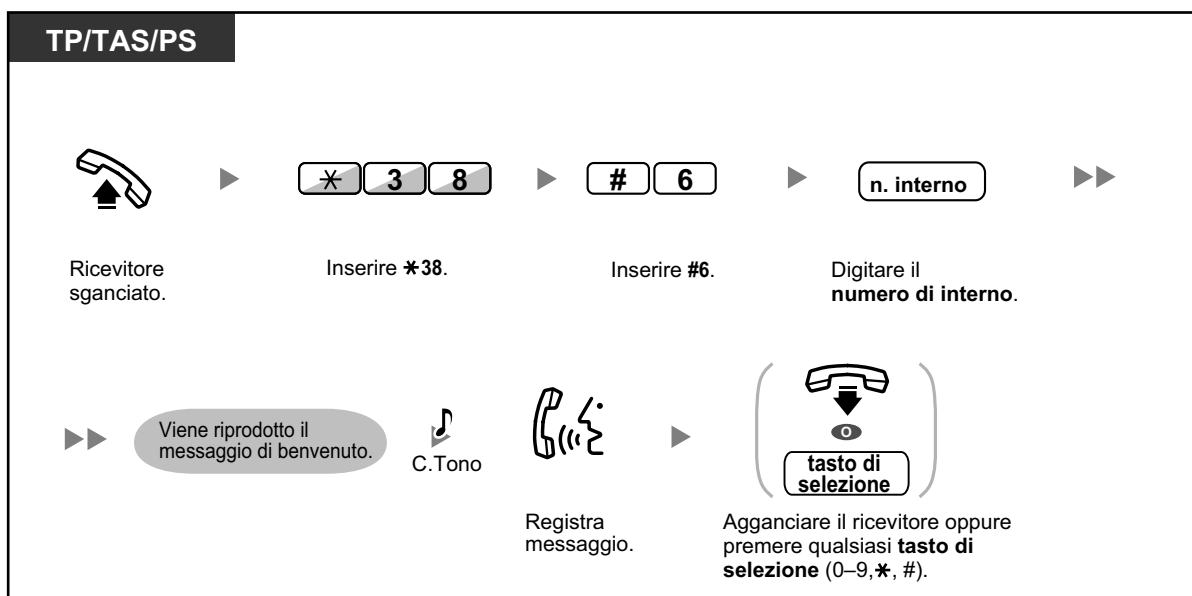 TP/TAS/PS
✳ 3 8 # 6 n. interno
Ricevitore
sganciato.
Inserire ✳38.
Inserire #6.
Digitare il
numero di interno.
Viene riprodotto il
messaggio di benvenuto.
C.Tono
Registra
messaggio.
O
tasto di
selezione
Agganciare il ricevitore oppure
premere qualsiasi tasto di
selezione (0–9,✳, #).